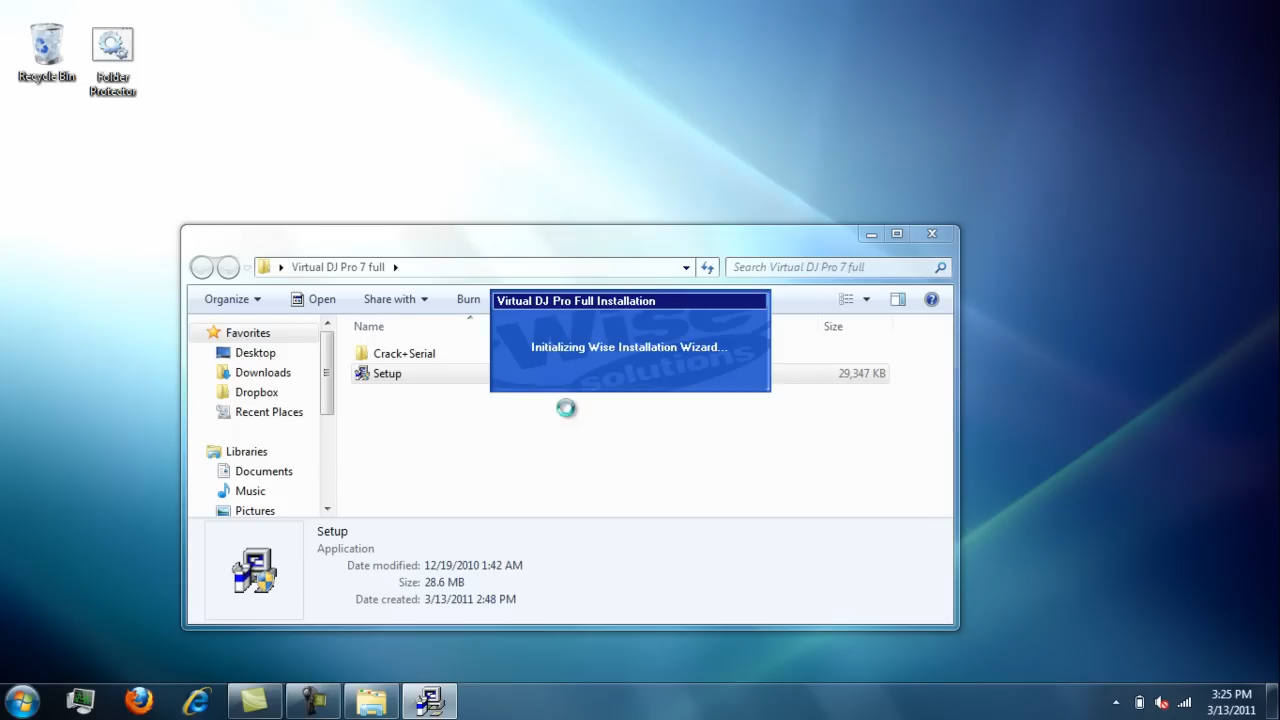 Recycle Bin
Folder
Protector
Virtual DJ Pro 7 full
Search Virtual DJ Pro 7 full
Organize
Open
Share with
Burn
Virtual DJ Pro Full Installation
Wise
solutions
Initializing Wise Installation Wizard...
Name
Size
Favorites
Desktop
Downloads
Dropbox
Recent Places
Libraries
Documents
Music
Pictures
Crack+Serial
Setup
29,347 KB
Setup
Application
Date modified: 12/19/2010 1:42 AM
Size: 28.6 MB
Date created: 3/13/2011 2:48 PM
3:25 PM
3/13/2011